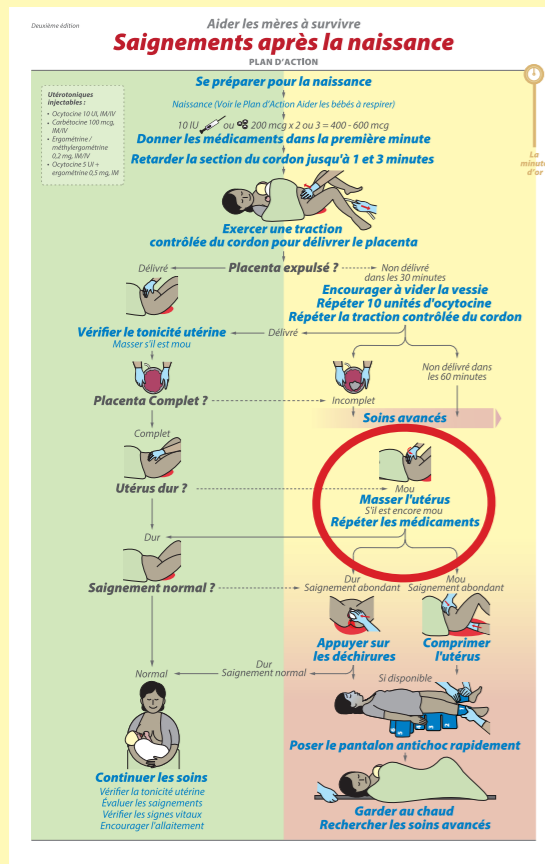 Deuxième édition
Aider les mères à survivre
Saignements après la naissance
PLAN D'ACTION
Utérotoniques
injectables :
• Ocytocine 10 UI, IM/IV
• Carbétocine 100 mcg,
IM/IV
• Ergométrine /
méthylergométrine
0,2 mg, IM/IV
• Ocytocine 5 UI +
ergométrine 0,5 mg, IM
Se préparer pour la naissance
Naissance (Voir le Plan d'Action Aider les bébés à respirer)
10 IU ou 200 mcg x 2 ou 3 = 400 - 600 mcg
Donner les médicaments dans la première minute
Retarder la section du cordon jusqu'à 1 et 3 minutes
La
minute
d'or
Exercer une traction
contrôlée du cordon pour délivrer le placenta
Délivré
Placenta expulsé ?
Non délivré
dans les 30 minutes
Encourager à vider la vessie
Répéter 10 unités d'ocytocine
Répéter la traction contrôlée du cordon
Vérifier le tonicité utérine
Masser s'il est mou
Délivré
Non délivré dans
les 60 minutes
Placenta Complet ?
Incomplet
Soins avancés
Complet
Utérus dur ?
Mou
Masser l'utérus
S'il est encore mou
Répéter les médicaments
Dur
Saignement normal ?
Dur
Saignement abondant
Mou
Saignement abondant
Appuyer sur
les déchirures
Comprimer
l'utérus
Normal
Dur
Saignement normal
Si disponible
Poser le pantalon antichoc rapidement
Continuer les soins
Vérifier la tonicité utérine
Évaluer les saignements
Vérifier les signes vitaux
Encourager l'allaitement
Garder au chaud
Rechercher les soins avancés